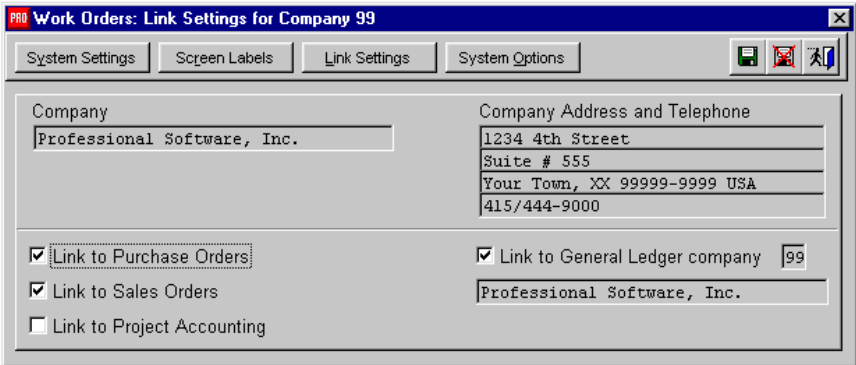 PRO Work Orders: Link Settings for Company 99
System Settings
Screen Labels
Link Settings
System Options
Company
Professional Software, Inc.
Company Address and Telephone
1234 4th Street
Suite # 555
Your Town, XX 99999-9999 USA
415/444-9000
Link to Purchase Orders
Link to Sales Orders
Link to Project Accounting
Link to General Ledger company 99
Professional Software, Inc.